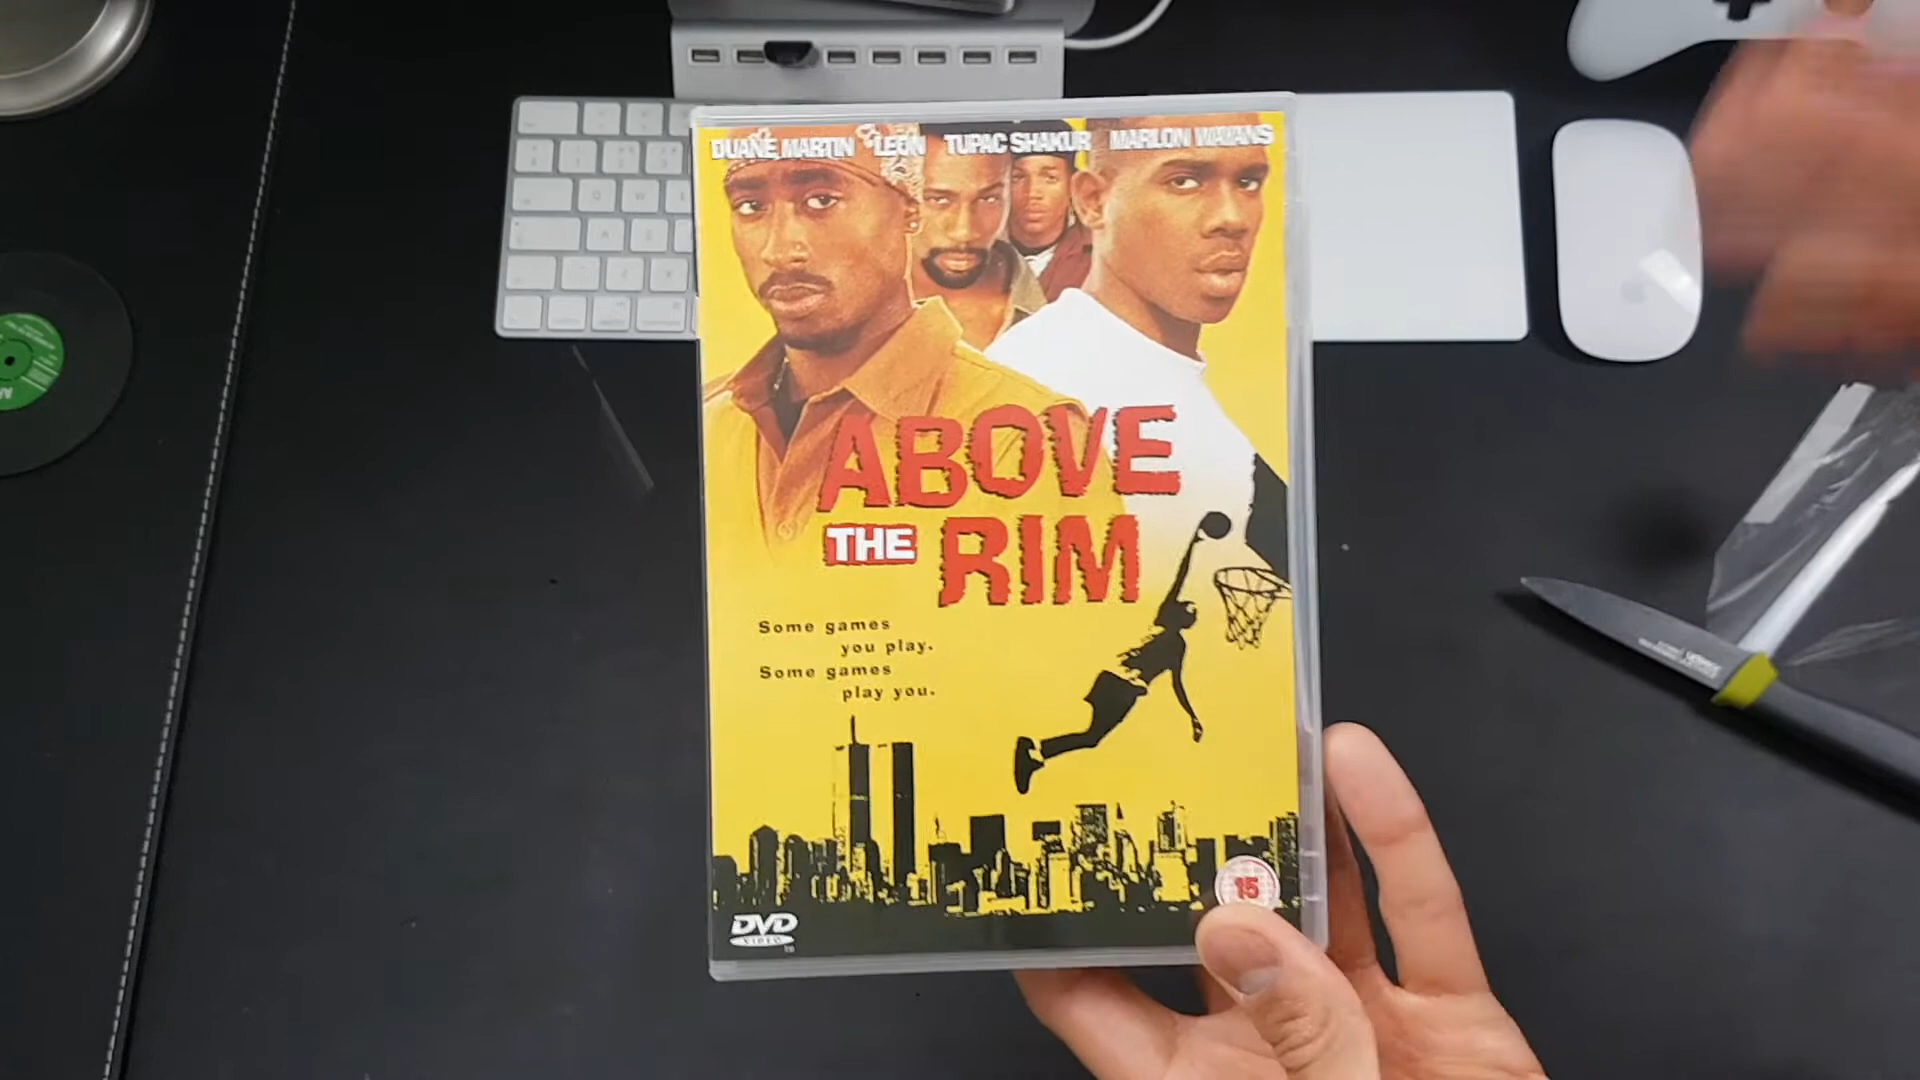 DUANE MARTIN LEON TUPAC SHAKUR MARLON WAYANS
ABOVE
THE RIM
Some games
you play.
Some games
play you.
15
DVD
VIDEO